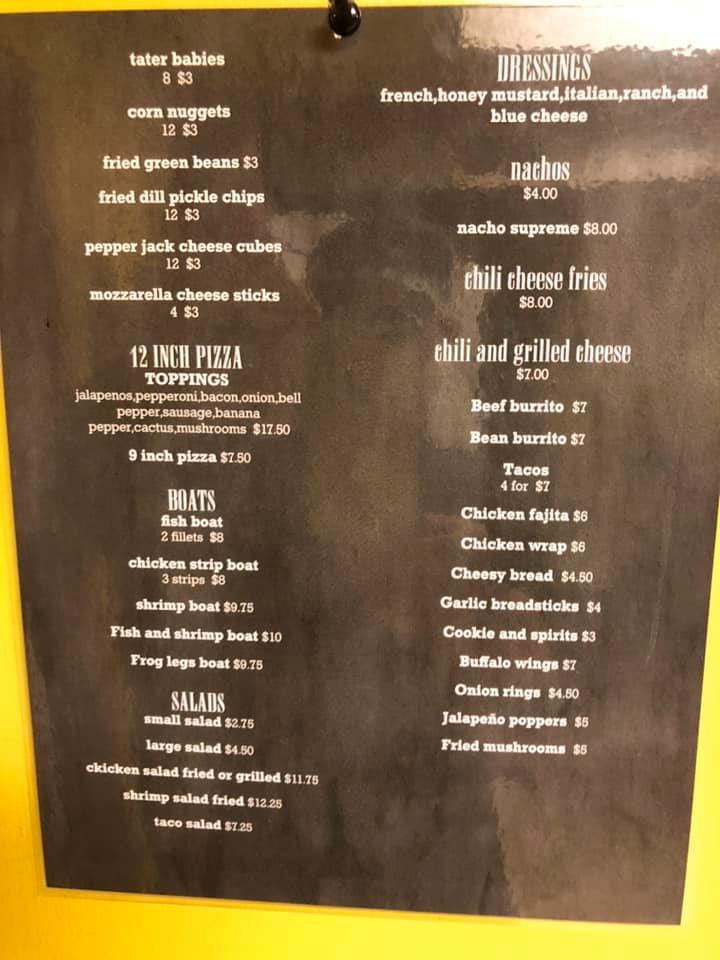 tater babies
8 $3
corn nuggets
12 $3
fried green beans $3
fried dill pickle chips
12 $3
pepper jack cheese cubes
12 $3
mozzarella cheese sticks
4 $3
12 INCH PIZZA
TOPPINGS
jalapenos,pepperoni,bacon,onion,bell
pepper,sausage,banana
pepper,cactus,mushrooms $17.50
9 inch pizza $7.50
BOATS
fish boat
2 fillets $8
chicken strip boat
3 strips $8
shrimp boat $9.75
Fish and shrimp boat $10
Frog legs boat $9.75
SALADS
small salad $2.75
large salad $4.50
ckicken salad fried or grilled $11.75
shrimp salad fried $12.25
taco salad $7.25
DRESSINGS
french,honey mustard,italian,ranch,and
blue cheese
nachos
$4.00
nacho supreme $8.00
chili cheese fries
$8.00
chili and grilled cheese
$7.00
Beef burrito $7
Bean burrito $7
Tacos
4 for $7
Chicken fajita $6
Chicken wrap $6
Cheesy bread $4.50
Garlic breadsticks $4
Cookie and spirits $3
Buffalo wings $7
Onion rings $4.50
Jalapeño poppers $5
Fried mushrooms $5